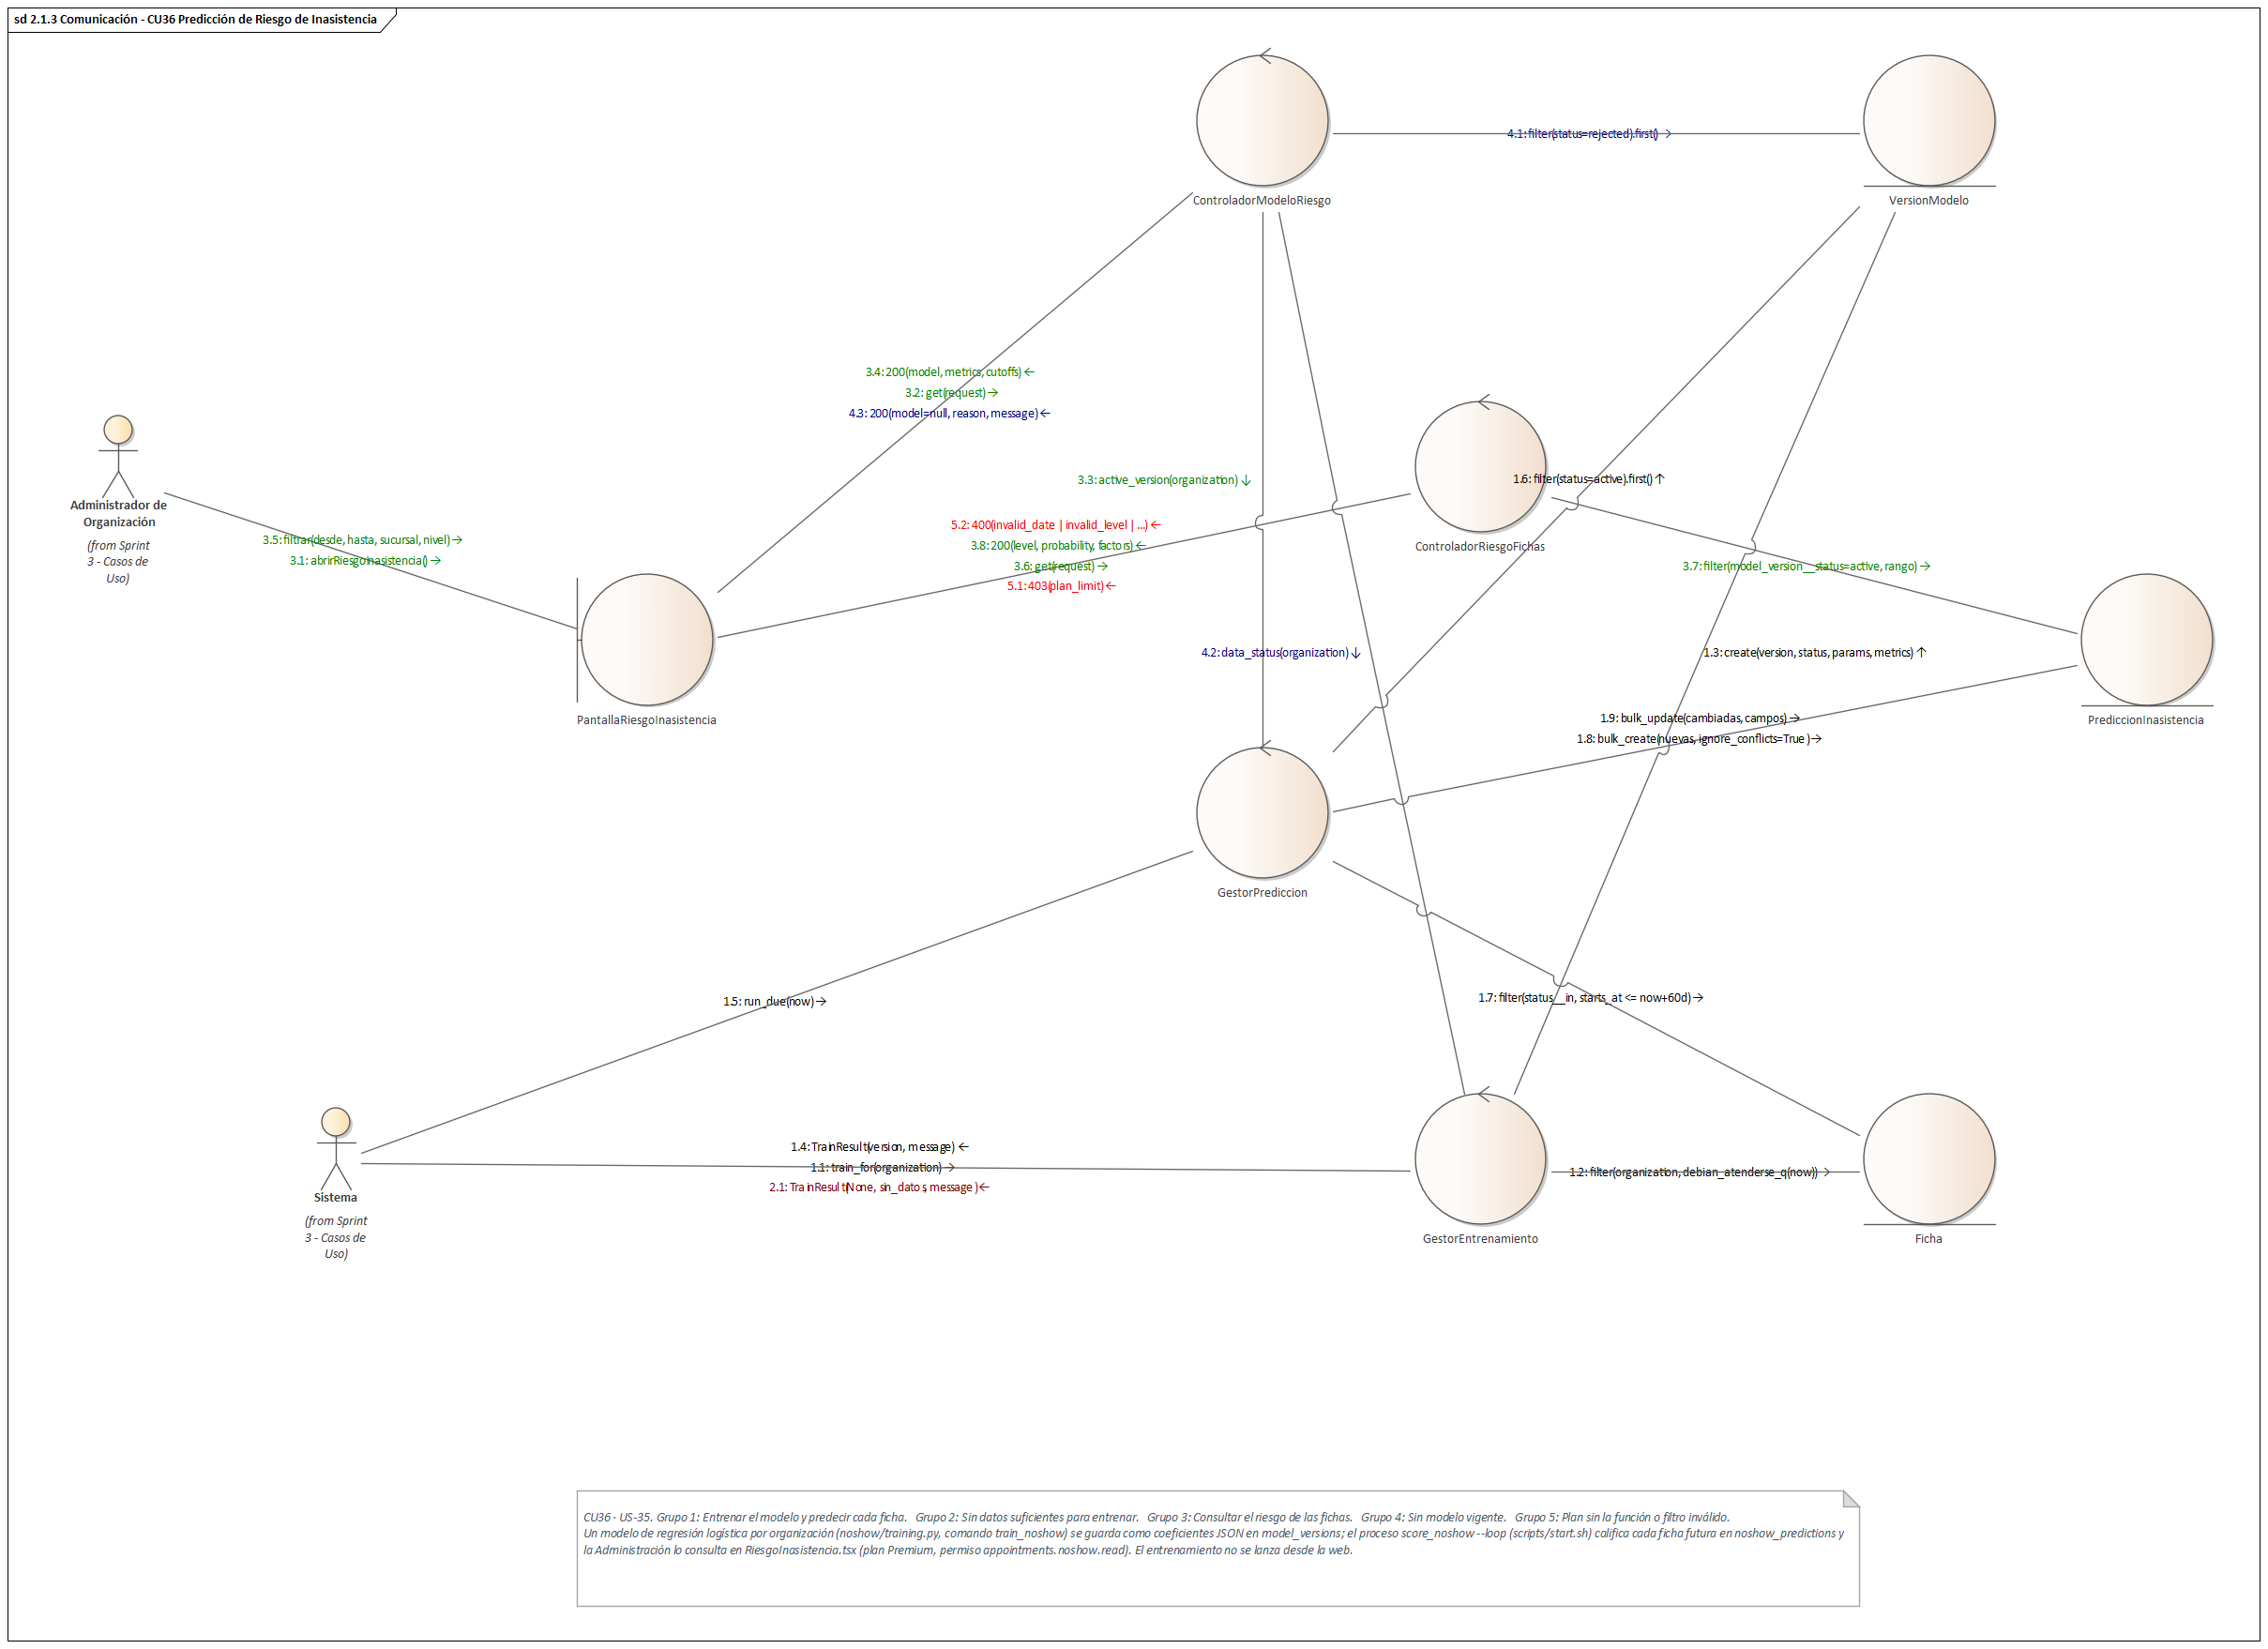 sd 2.1.3 Comunicación - CU36 Predicción de Riesgo de Inasistencia
4.1: filter(status=rejected).first()
ControladorModeloRiesgo
VersionModelo
3.4: 200(model, metrics, cutoffs)
3.2: get(request)
4.3: 200(model=null, reason, message)
3.3: active_version(organization)
1.6: filter(status=active).first()
Administrador de
Organización
(from Sprint
3 - Casos de
Uso)
3.5: filtrar(desde, hasta, sucursal, nivel)
3.1: abrirRiesgoInasistencia()
5.2: 400(invalid_date | invalid_level | ...)
3.8: 200(level, probability, factors)
3.6: get(request)
5.1: 403(plan_limit)
ControladorRiesgoFichas
3.7: filter(model_version__status=active, rango)
4.2: data_status(organization)
1.3: create(version, status, params, metrics)
PantallaRiesgoInasistencia
1.9: bulk_update(cambiadas, campos)
1.8: bulk_create(nuevas, ignore_conflicts=True)
PrediccionInasistencia
GestorPrediccion
1.5: run_due(now)
1.7: filter(status__in, starts_at <= now+60d)
1.4: TrainResult(version, message)
1.1: train_for(organization)
2.1: TrainResult(None, sin_datos, message)
1.2: filter(organization, debian_atenderse_q(now))
Sistema
(from Sprint
3 - Casos de
Uso)
GestorEntrenamiento
Ficha
CU36 · US-35. Grupo 1: Entrenar el modelo y predecir cada ficha. Grupo 2: Sin datos suficientes para entrenar. Grupo 3: Consultar el riesgo de las fichas. Grupo 4: Sin modelo vigente. Grupo 5: Plan sin la función o filtro inválido.
Un modelo de regresión logística por organización (noshow/training.py, comando train_noshow) se guarda como coeficientes JSON en model_versions; el proceso score_noshow --loop (scripts/start.sh) califica cada ficha futura en noshow_predictions y
la Administración lo consulta en RiesgoInasistencia.tsx (plan Premium, permiso appointments.noshow.read). El entrenamiento no se lanza desde la web.